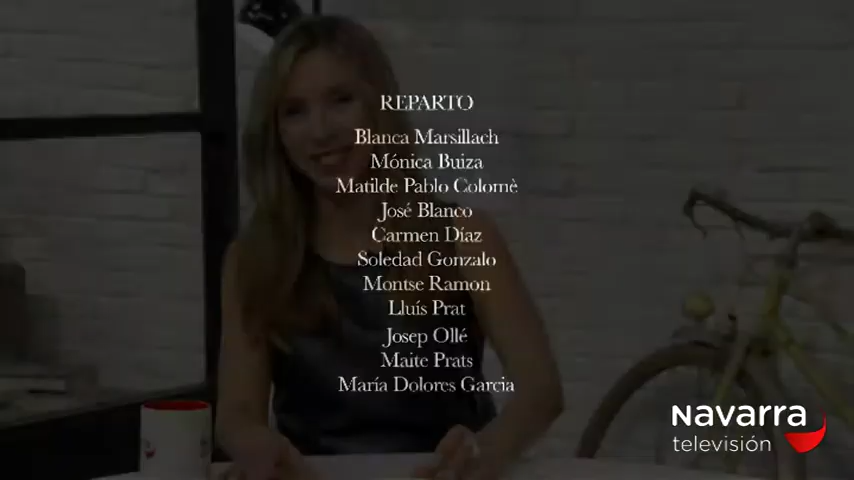 REPARTO
Blanca Marsillach
Mónica Buiza
Matilde Pablo Colomè
José Blanco
Carmen Díaz
Soledad Gonzalo
Montse Ramon
Lluís Prat
Josep Ollé
Maite Prats
María Dolores Garcia
Navarra
televisión